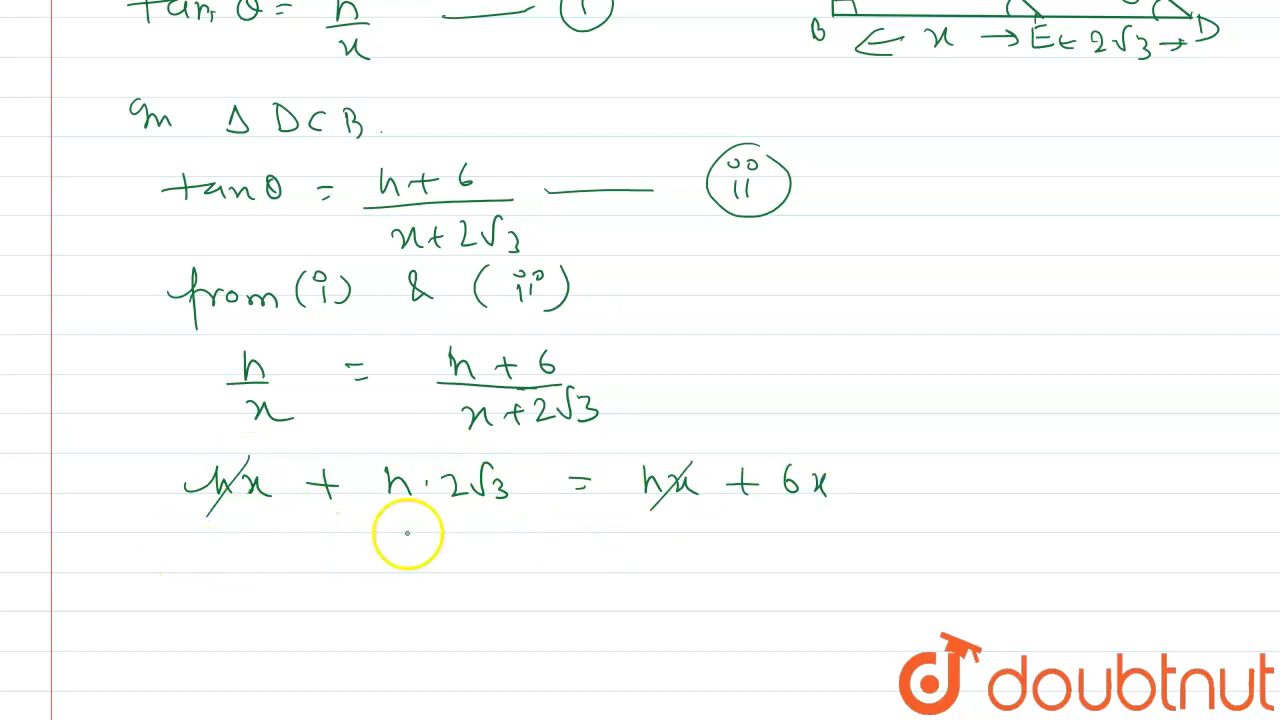 tan θ = h/x —— (i)
B ← x → E ← 2√3 → D
In Δ DCB.
tanθ = (h + 6)/(x + 2√3) —— (ii)
from (i) & (ii)
h/x = (h + 6)/(x + 2√3)
hx + h·2√3 = hx + 6x
doubtnut